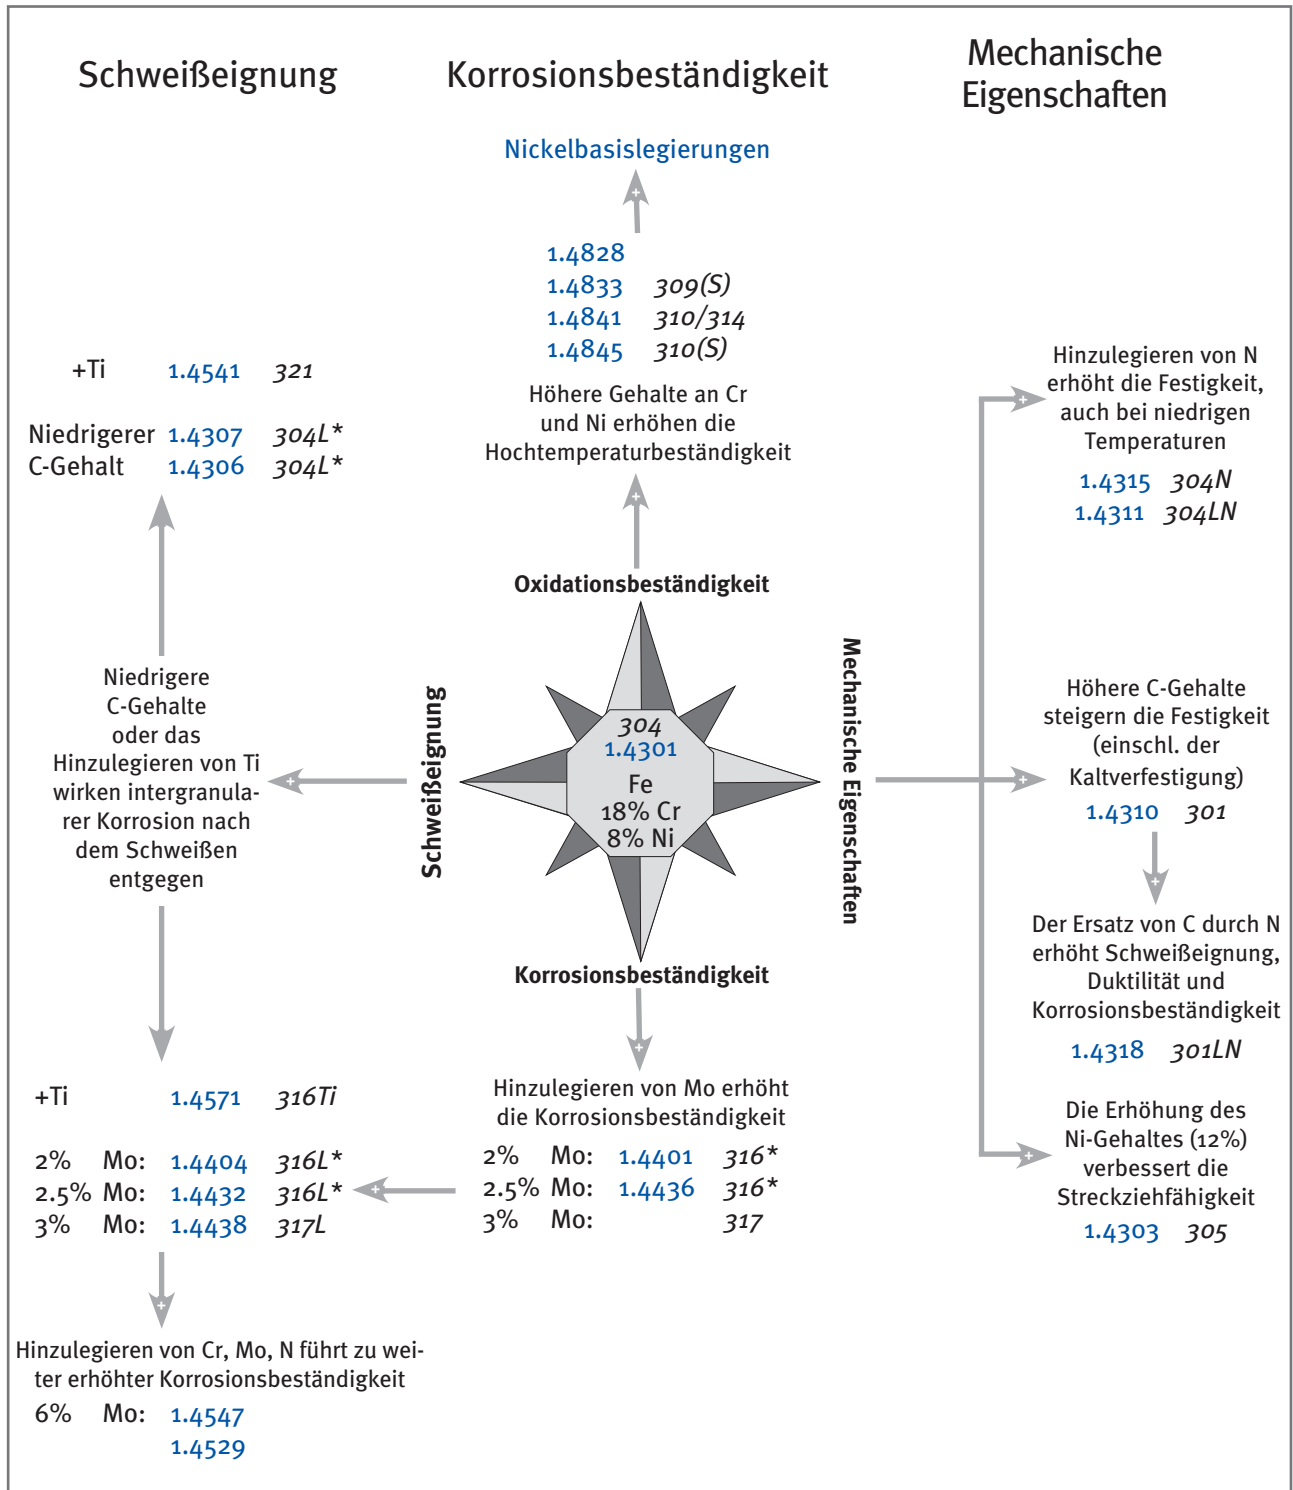 Schweißeignung
Korrosionsbeständigkeit
Mechanische
Eigenschaften
Nickelbasislegierungen
1.4828
1.4833 309(S)
1.4841 310/314
1.4845 310(S)
Höhere Gehalte an Cr
und Ni erhöhen die
Hochtemperaturbeständigkeit
+Ti 1.4541 321
Niedrigerer 1.4307 304L*
C-Gehalt 1.4306 304L*
Hinzulegieren von N
erhöht die Festigkeit,
auch bei niedrigen
Temperaturen
1.4315 304N
1.4311 304LN
Oxidationsbeständigkeit
Niedrigere
C-Gehalte
oder das
Hinzulegieren von Ti
wirken intergranula-
rer Korrosion nach
dem Schweißen
entgegen
Schweißeignung
304
1.4301
Fe
18% Cr
8% Ni
Mechanische Eigenschaften
Höhere C-Gehalte
steigern die Festigkeit
(einschl. der
Kaltverfestigung)
1.4310 301
Der Ersatz von C durch N
erhöht Schweißeignung,
Duktilität und
Korrosionsbeständigkeit
1.4318 301LN
Korrosionsbeständigkeit
Hinzulegieren von Mo erhöht
die Korrosionsbeständigkeit
2% Mo: 1.4401 316*
2.5% Mo: 1.4436 316*
3% Mo: 317
+Ti 1.4571 316Ti
2% Mo: 1.4404 316L*
2.5% Mo: 1.4432 316L*
3% Mo: 1.4438 317L
Die Erhöhung des
Ni-Gehaltes (12%)
verbessert die
Streckziehfähigkeit
1.4303 305
Hinzulegieren von Cr, Mo, N führt zu wei-
ter erhöhter Korrosionsbeständigkeit
6% Mo: 1.4547
1.4529